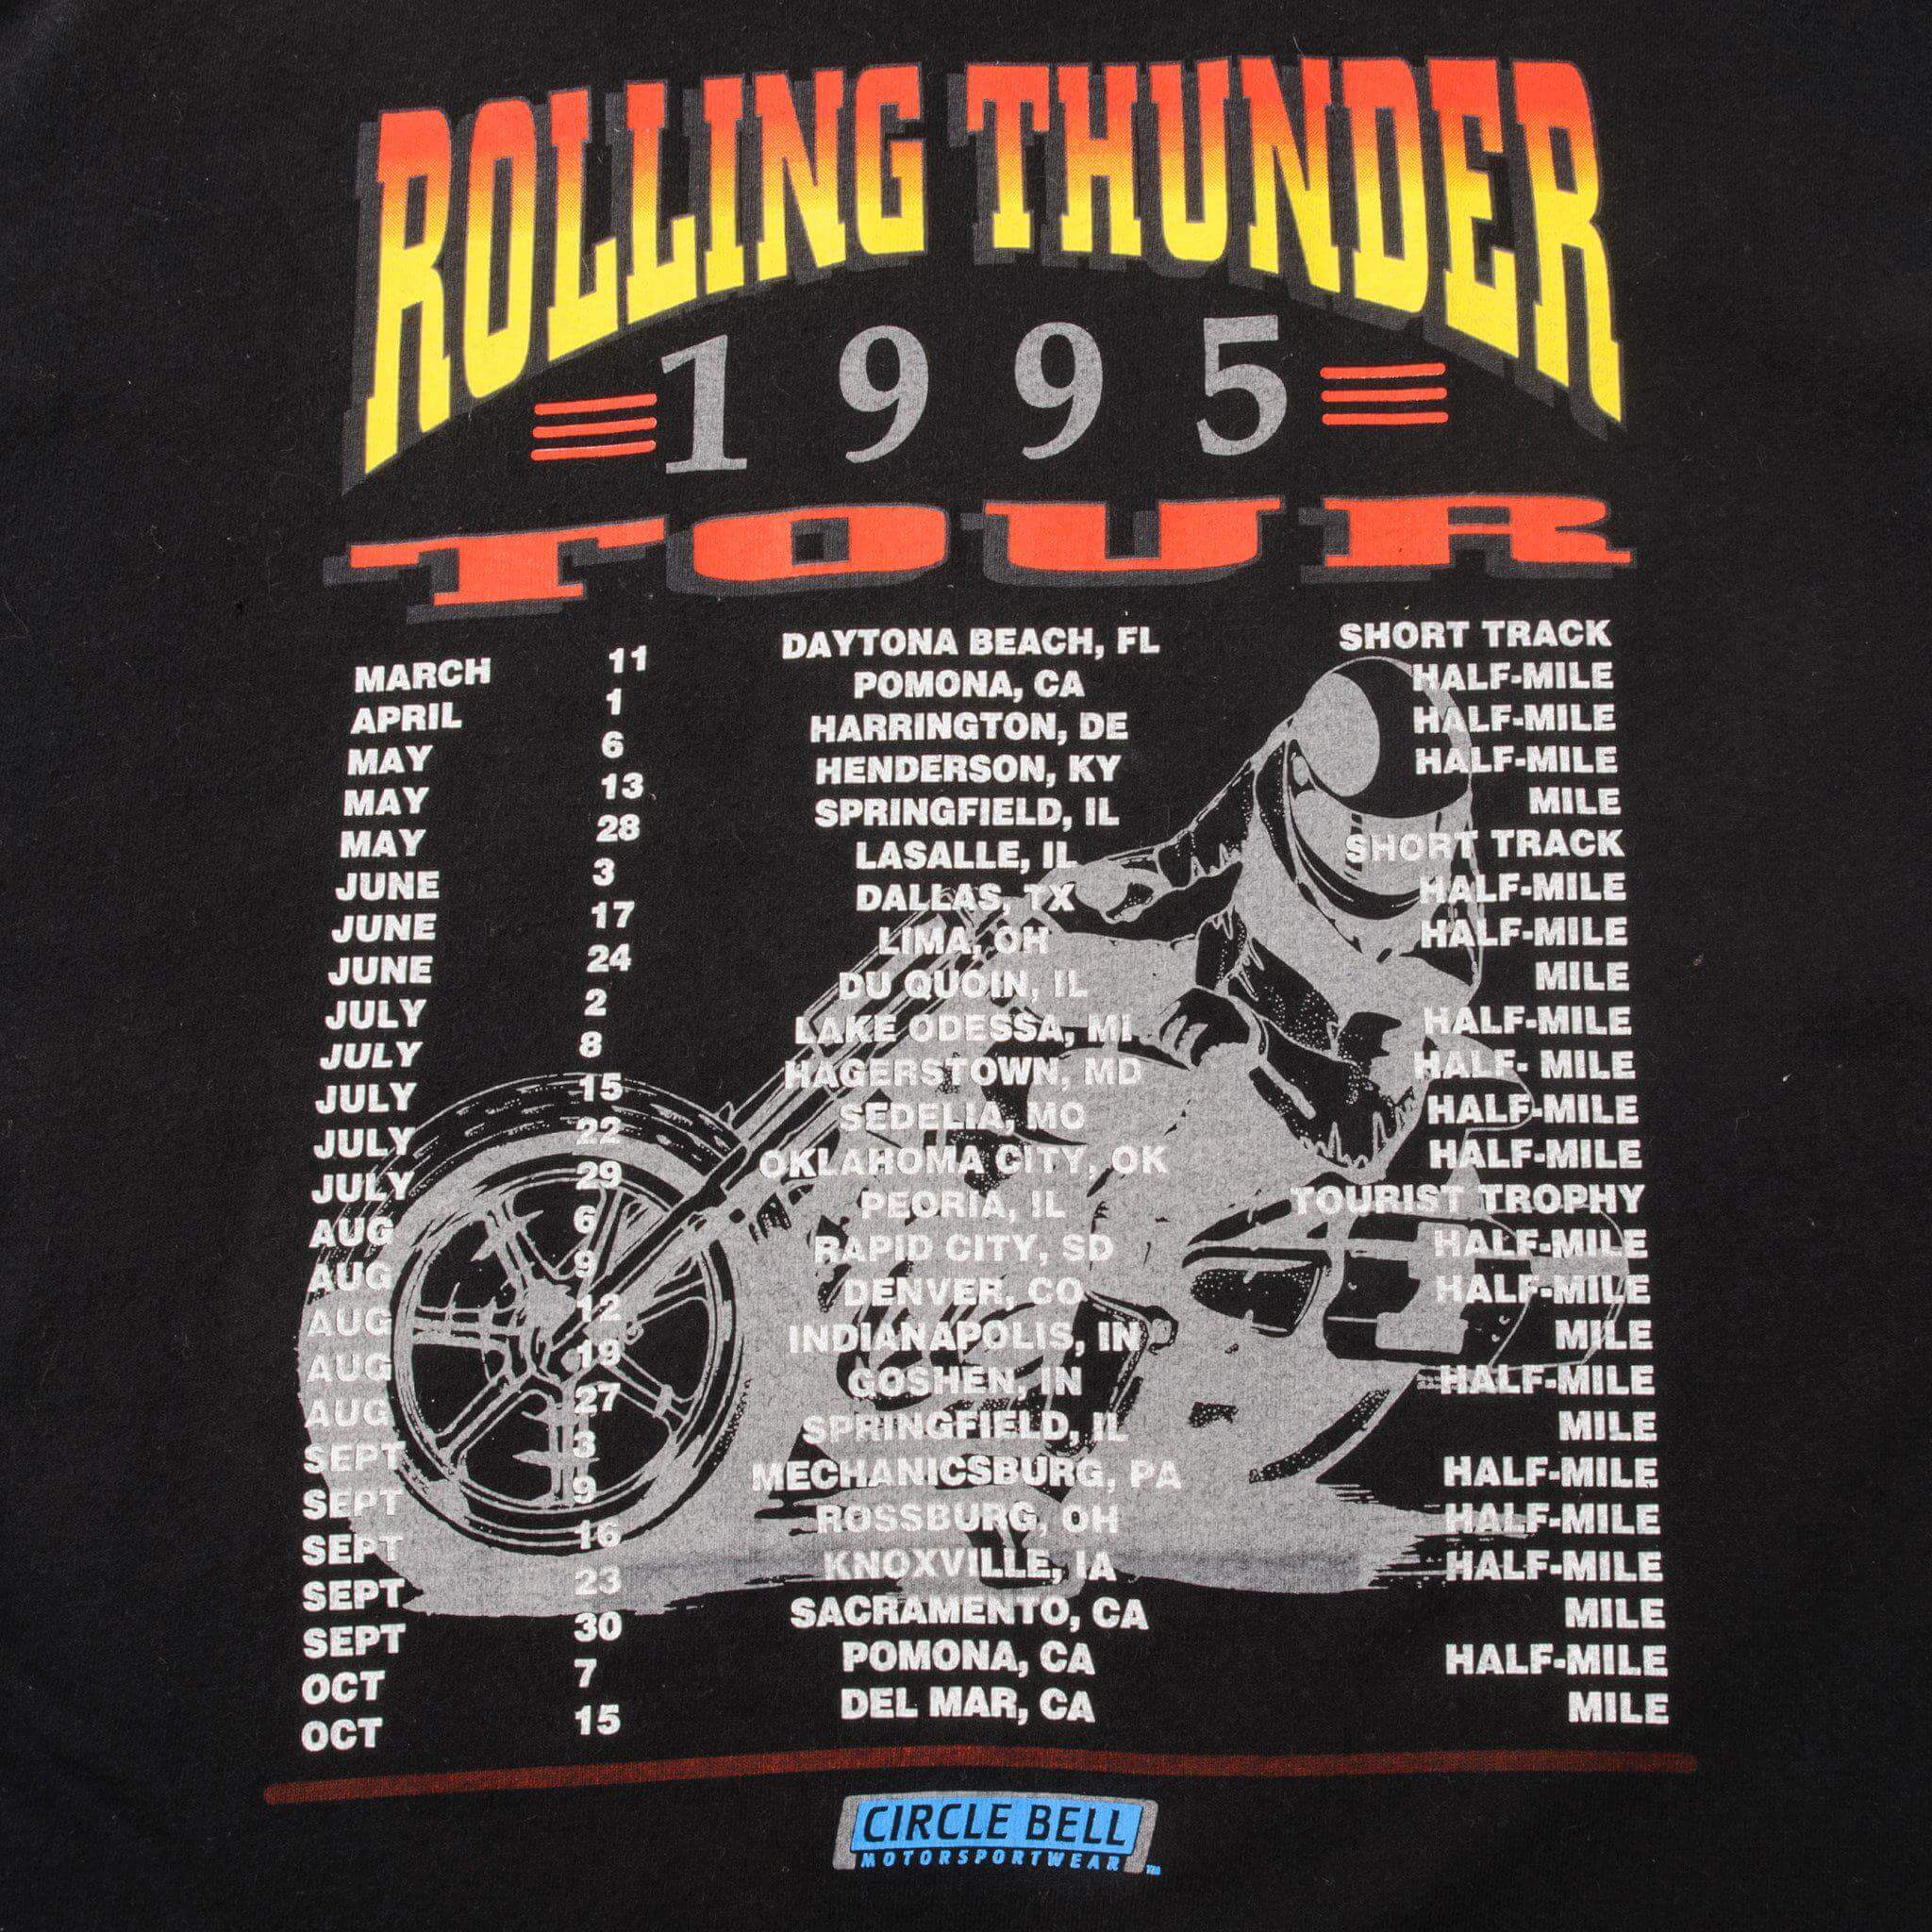 ROLLING THUNDER
1995
TOUR
MARCH 11 DAYTONA BEACH, FL SHORT TRACK
APRIL 1 POMONA, CA HALF-MILE
MAY 6 HARRINGTON, DE HALF-MILE
MAY 13 HENDERSON, KY HALF-MILE
MAY 28 SPRINGFIELD, IL MILE
JUNE 3 LASALLE, IL SHORT TRACK
JUNE 17 DALLAS, TX HALF-MILE
JUNE 24 LIMA, OH HALF-MILE
JULY 2 DU QUOIN, IL MILE
JULY 8 LAKE ODESSA, MI HALF-MILE
JULY 15 HAGERSTOWN, MD HALF- MILE
JULY 22 SEDELIA, MO HALF-MILE
JULY 29 OKLAHOMA CITY, OK HALF-MILE
AUG 6 PEORIA, IL TOURIST TROPHY
AUG 9 RAPID CITY, SD HALF-MILE
AUG 12 DENVER, CO HALF-MILE
AUG 19 INDIANAPOLIS, IN MILE
AUG 27 GOSHEN, IN HALF-MILE
SEPT 3 SPRINGFIELD, IL MILE
SEPT 9 MECHANICSBURG, PA HALF-MILE
SEPT 16 ROSSBURG, OH HALF-MILE
SEPT 23 KNOXVILLE, IA HALF-MILE
SEPT 30 SACRAMENTO, CA MILE
OCT 7 POMONA, CA HALF-MILE
OCT 15 DEL MAR, CA MILE
CIRCLE BELL
MOTORSPORTWEAR TM